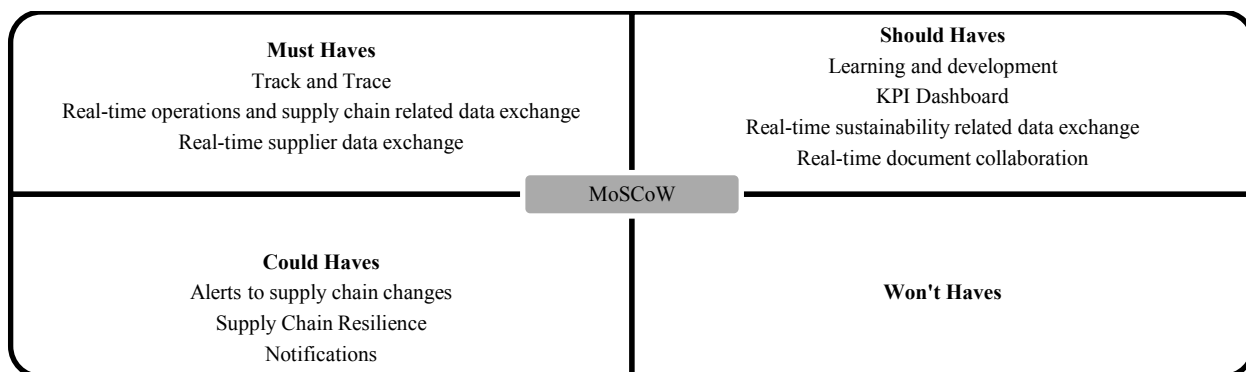 Must Haves
Track and Trace
Real-time operations and supply chain related data exchange
Real-time supplier data exchange
Should Haves
Learning and development
KPI Dashboard
Real-time sustainability related data exchange
Real-time document collaboration
MoSCoW
Could Haves
Alerts to supply chain changes
Supply Chain Resilience
Notifications
Won't Haves